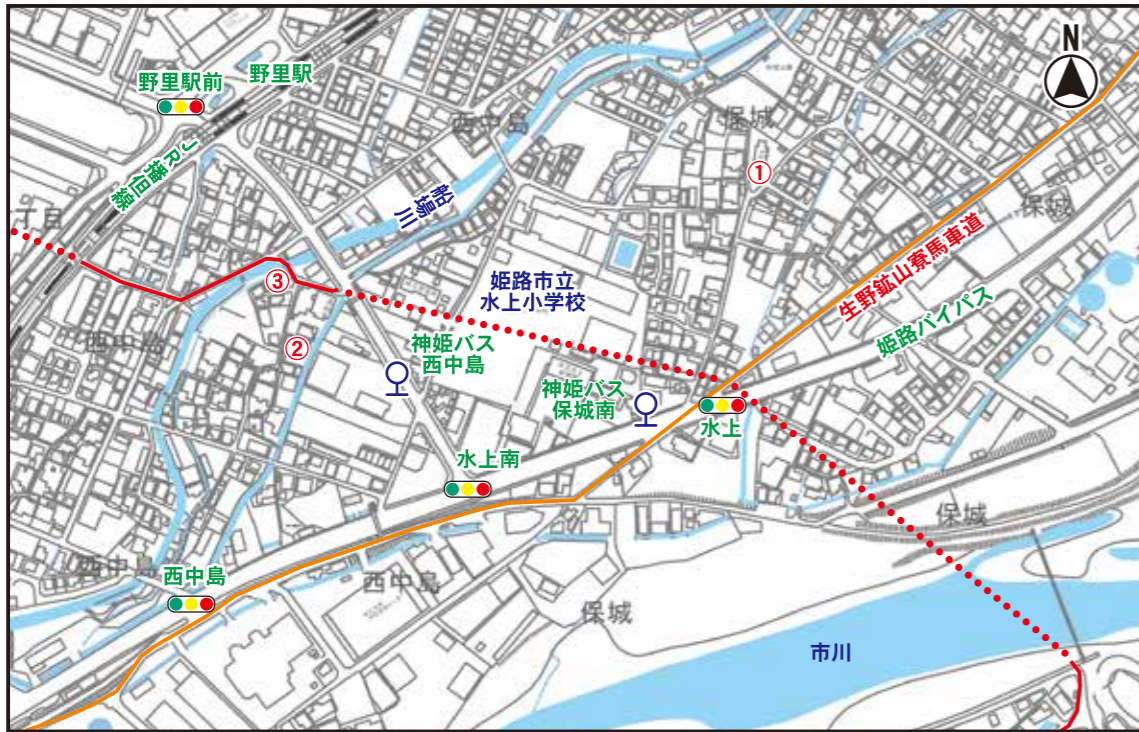 N
野里駅
野里駅前
JR播但線
丁目
西中島
保城
①
船場川
保城
生野鉱山寮馬車道
姫路バイパス
③
姫路市立
水上小学校
②
西中島
神姫バス
西中島
神姫バス
保城南
水上
水上南
保城
西中島
西中島
西中島
保城
市川